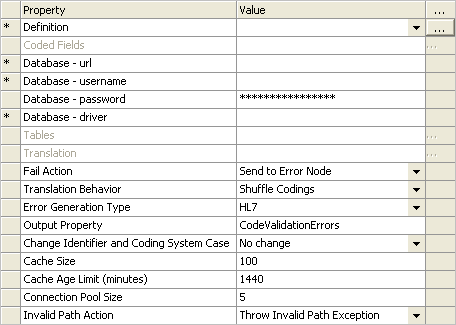 Property Value ...
* Definition ...
Coded Fields ...
* Database - url
* Database - username
Database - password ****************
* Database - driver
Tables ...
Translation ...
Fail Action Send to Error Node
Translation Behavior Shuffle Codings
Error Generation Type HL7
Output Property CodeValidationErrors
Change Identifier and Coding System Case No change
Cache Size 100
Cache Age Limit (minutes) 1440
Connection Pool Size 5
Invalid Path Action Throw Invalid Path Exception